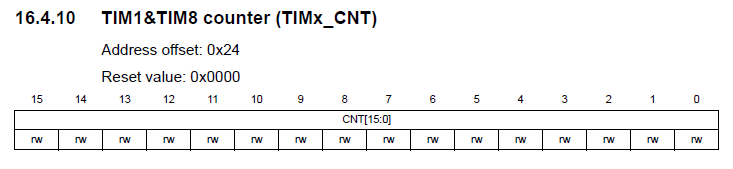 16.4.10 TIM1&TIM8 counter (TIMx_CNT)
Address offset: 0x24
Reset value: 0x0000
15 14 13 12 11 10 9 8 7 6 5 4 3 2 1 0
CNT[15:0]
rw rw rw rw rw rw rw rw rw rw rw rw rw rw rw rw